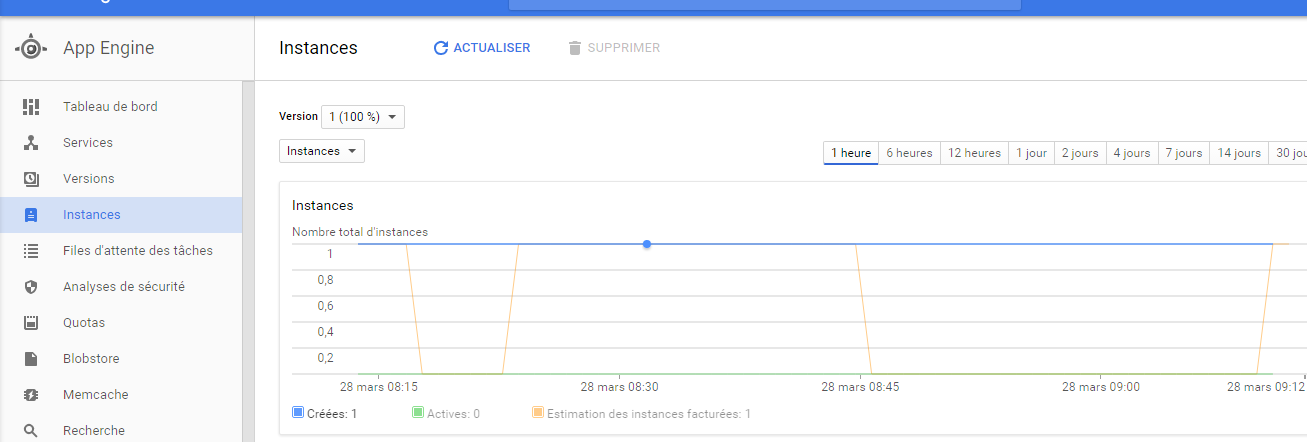 App Engine
Instances
ACTUALISER
SUPPRIMER
Tableau de bord
Services
Versions
Instances
Files d'attente des tâches
Analyses de sécurité
Quotas
Blobstore
Memcache
Recherche
Version 1 (100 %)
Instances
1 heure 6 heures 12 heures 1 jour 2 jours 4 jours 7 jours 14 jours 30
Instances
Nombre total d'instances
1
0,8
0,6
0,4
0,2
28 mars 08:15 28 mars 08:30 28 mars 08:45 28 mars 09:00 28 mars 09:12
Créées: 1 Actives: 0 Estimation des instances facturées: 1